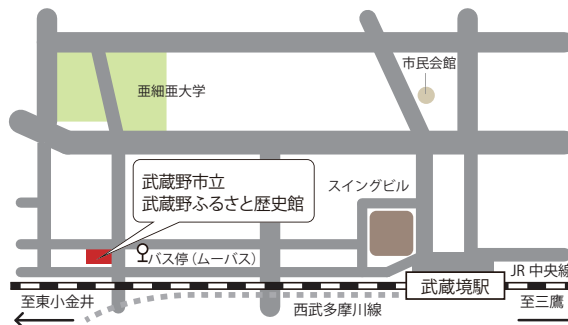 市民会館
亜細亜大学
武蔵野市立
武蔵野ふるさと歴史館
スイングビル
バス停（ムーバス）
JR 中央線
武蔵境駅
至東小金井
西武多摩川線
至三鷹